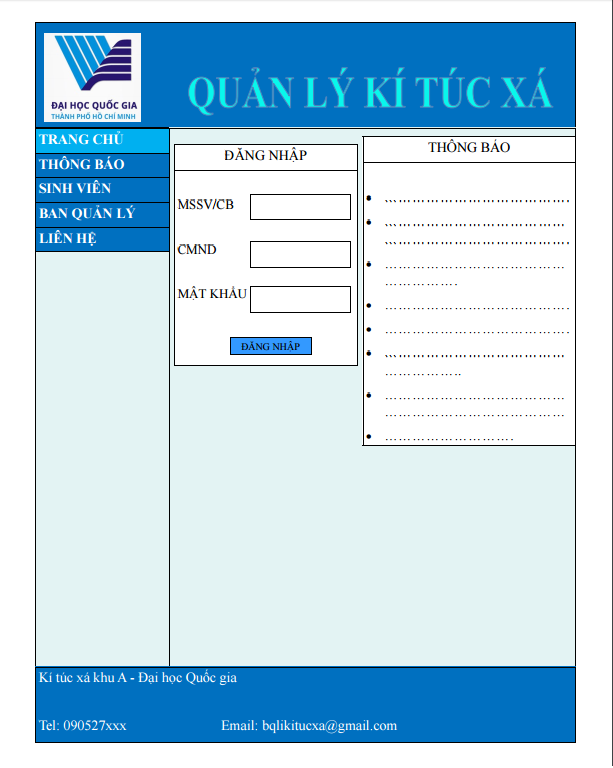 ĐẠI HỌC QUỐC GIA
THÀNH PHỐ HỒ CHÍ MINH
QUẢN LÝ KÍ TÚC XÁ
TRANG CHỦ
THÔNG BÁO
SINH VIÊN
BAN QUẢN LÝ
LIÊN HỆ
ĐĂNG NHẬP
MSSV/CB
CMND
MẬT KHẨU
ĐĂNG NHẬP
THÔNG BÁO
• ```……………………………….
• ```………………………………
```……………………………….
• …………………………………
…………….
• ………………………………….
• ………………………………….
• ```………………………………
……………..
• …………………………………
…………………………………
• ……………………….
Kí túc xá khu A - Đại học Quốc gia
Tel: 090527xxx Email: bqlikitucxa@gmail.com